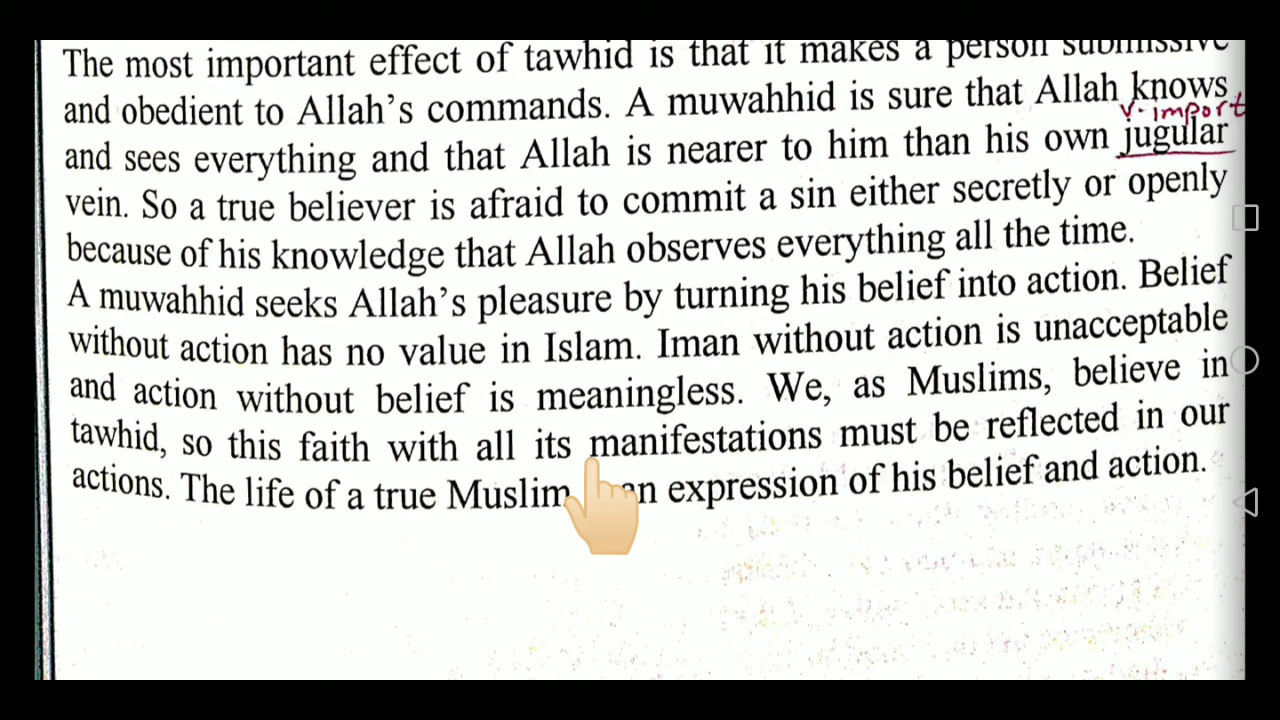 The most important effect of tawhid is that it makes a person submissive
and obedient to Allah's commands. A muwahhid is sure that Allah knows
v. import
and sees everything and that Allah is nearer to him than his own jugular
vein. So a true believer is afraid to commit a sin either secretly or openly
because of his knowledge that Allah observes everything all the time.
A muwahhid seeks Allah's pleasure by turning his belief into action. Belief
without action has no value in Islam. Iman without action is unacceptable
and action without belief is meaningless. We, as Muslims, believe in
tawhid, so this faith with all its manifestations must be reflected in our
actions. The life of a true Muslim an expression of his belief and action.